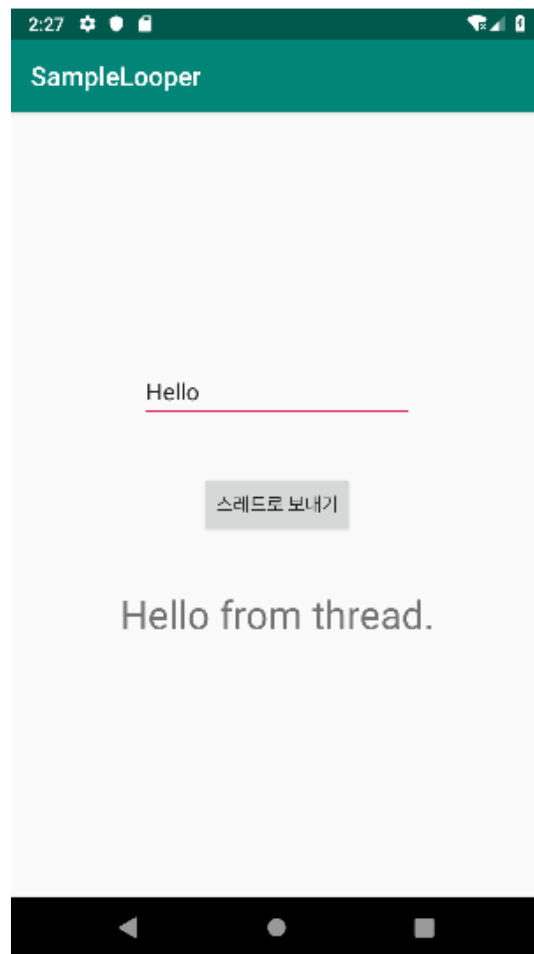 2:27
SampleLooper
Hello
스레드로 보내기
Hello from thread.